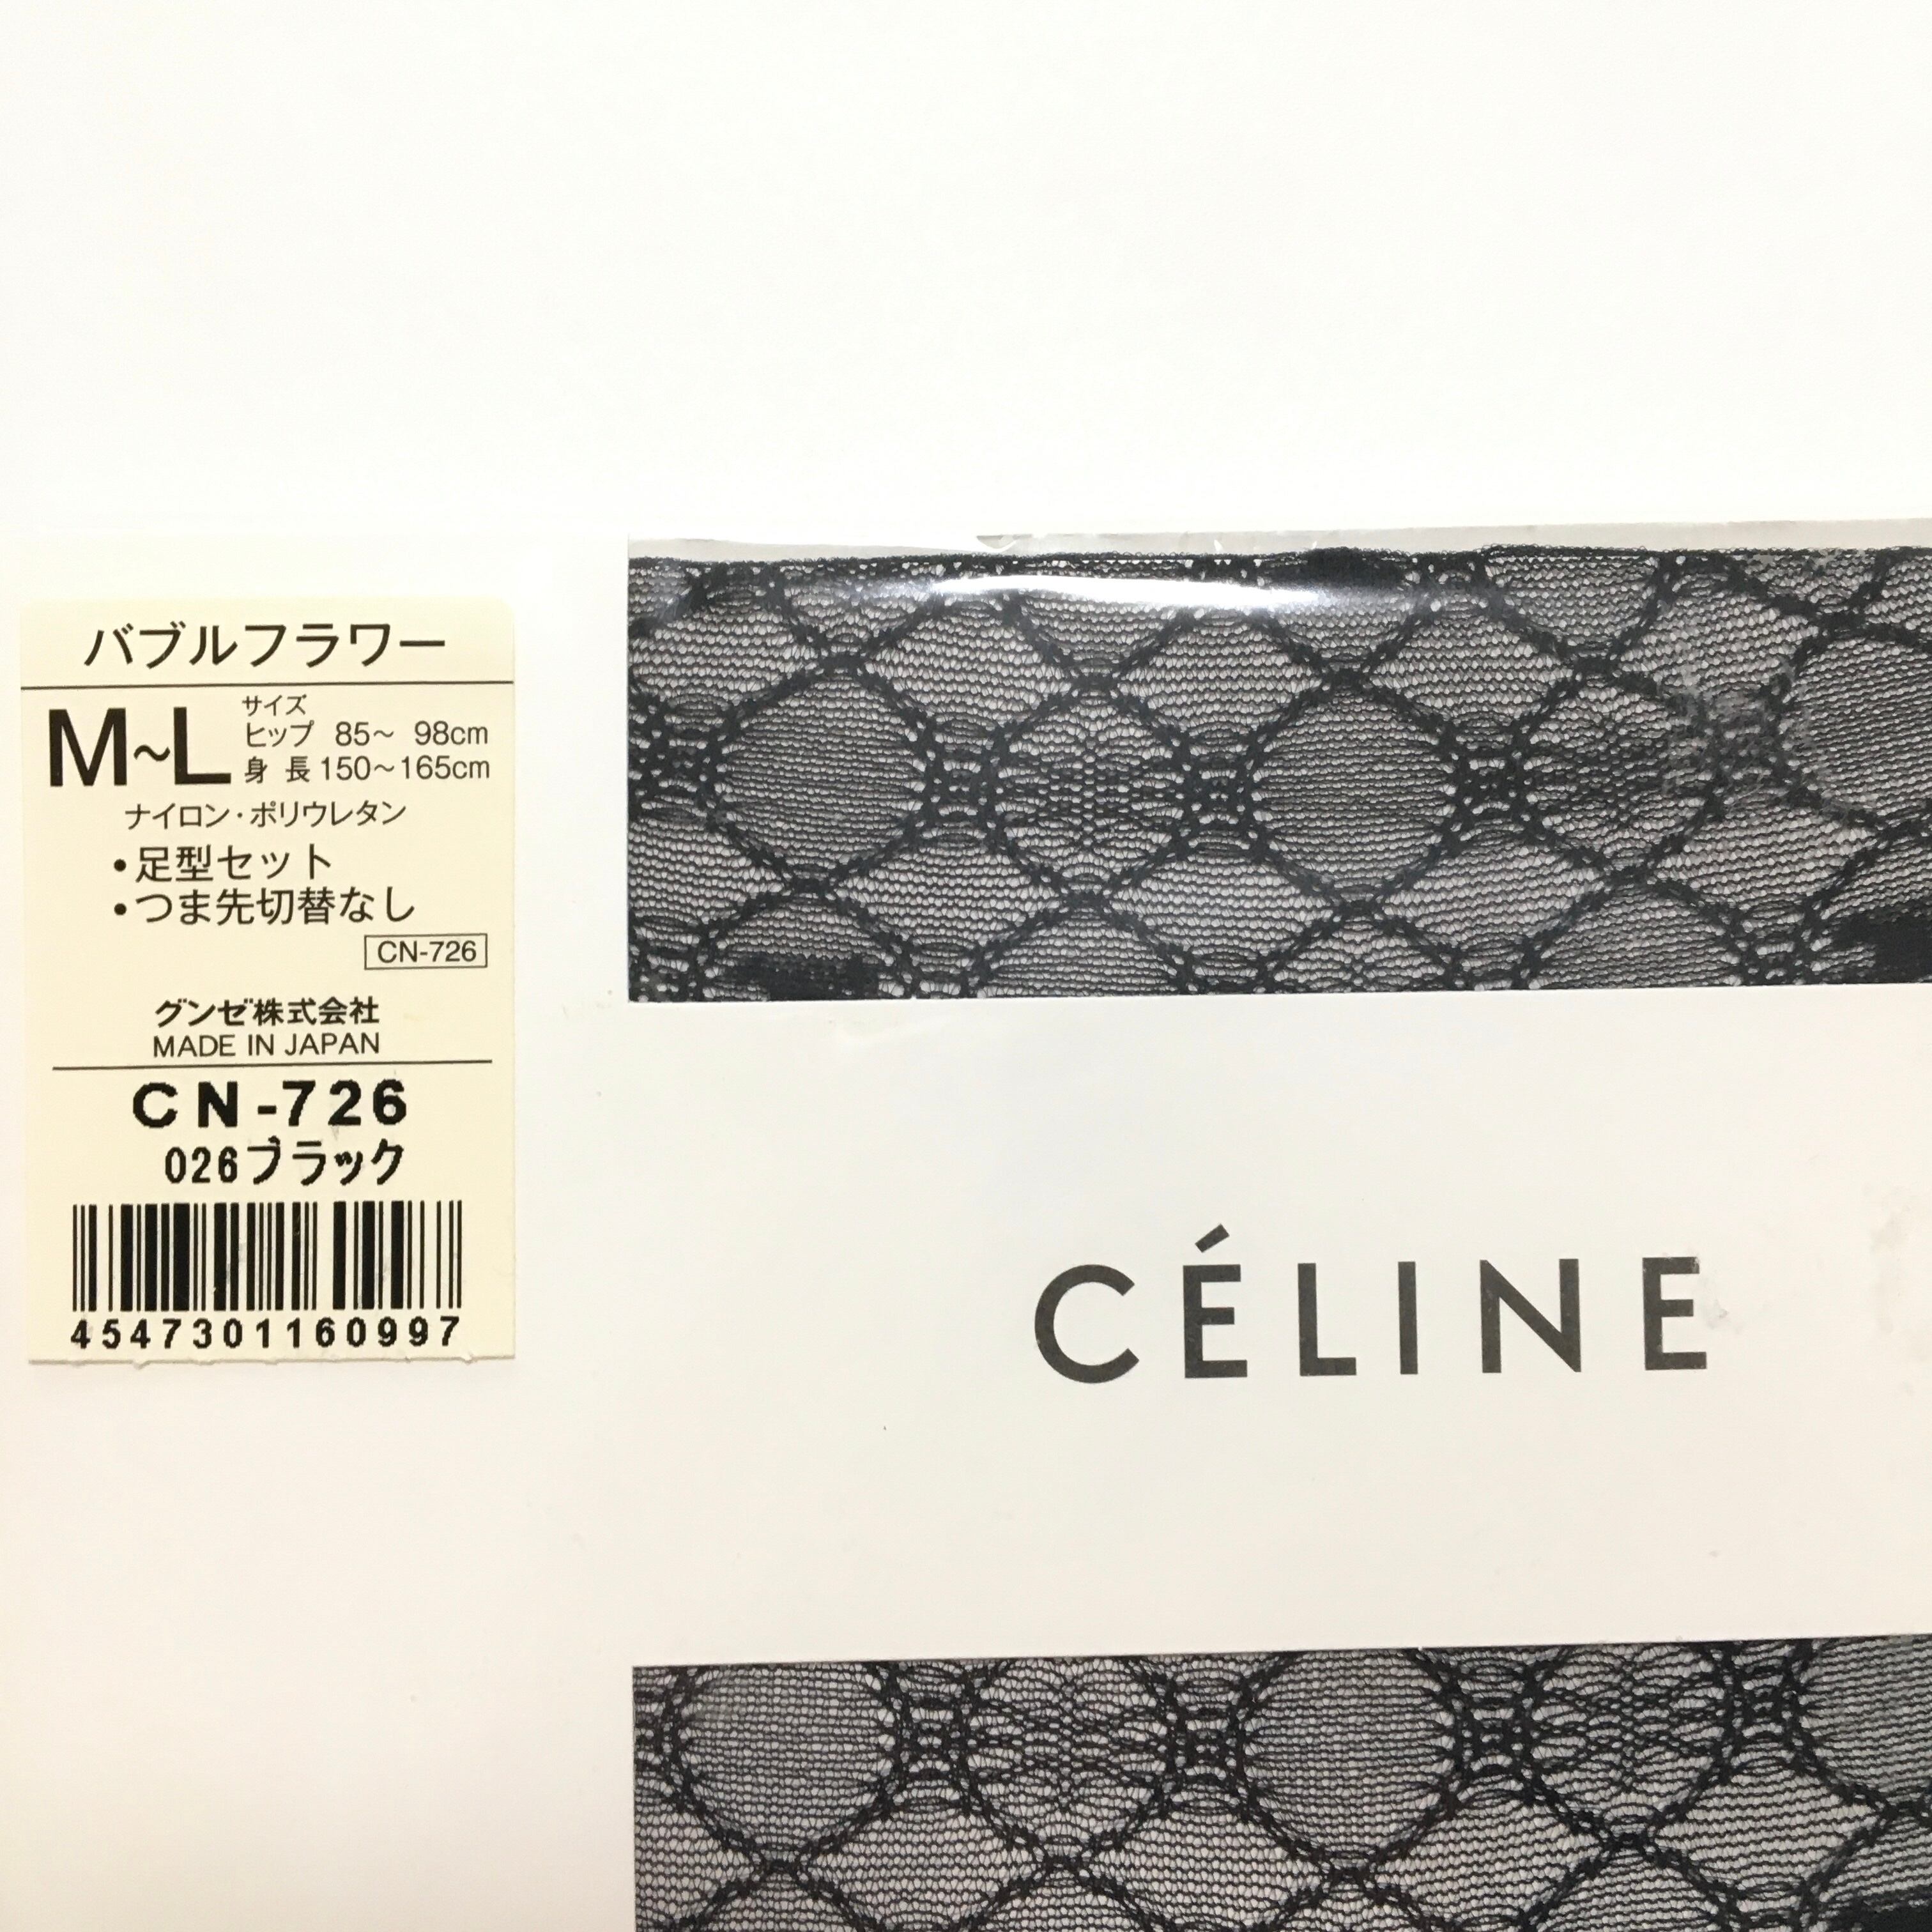 バブルフラワー
M~L
サイズ
ヒップ 85～ 98cm
身 長 150～165cm
ナイロン・ポリウレタン
•足型セット
•つま先切替なし
CN-726
グンゼ株式会社
MADE IN JAPAN
CN-726
026ブラック
4547301160997
CÉLINE